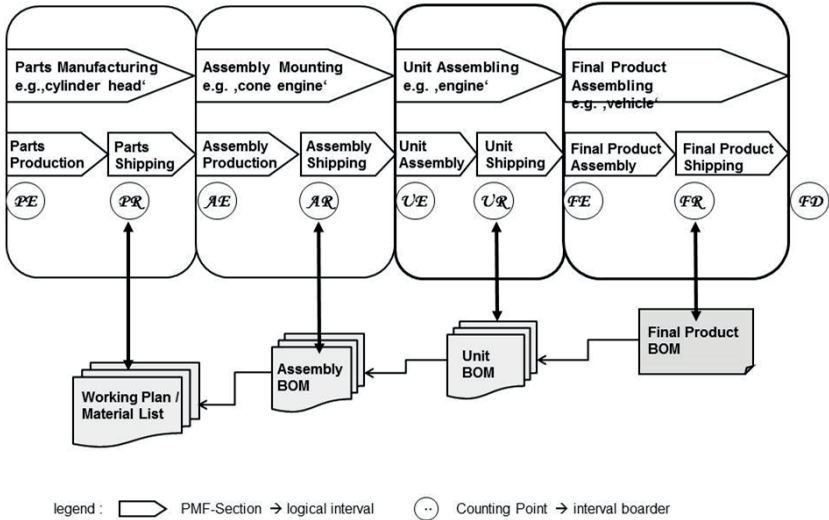 Parts Manufacturing
e.g.,cylinder head‘
Assembly Mounting
e.g. ‚cone engine‘
Unit Assembling
e.g. ‚engine‘
Final Product
Assembling
e.g. ‚vehicle‘
Parts
Production
Parts
Shipping
Assembly
Production
Assembly
Shipping
Unit
Assembly
Unit
Shipping
Final Product
Assembly
Final Product
Shipping
PE
PR
AE
AR
UE
UR
FE
FR
FD
Final Product
BOM
Unit
BOM
Assembly
BOM
Working Plan /
Material List
legend : PMF-Section → logical interval .. Counting Point → interval boarder